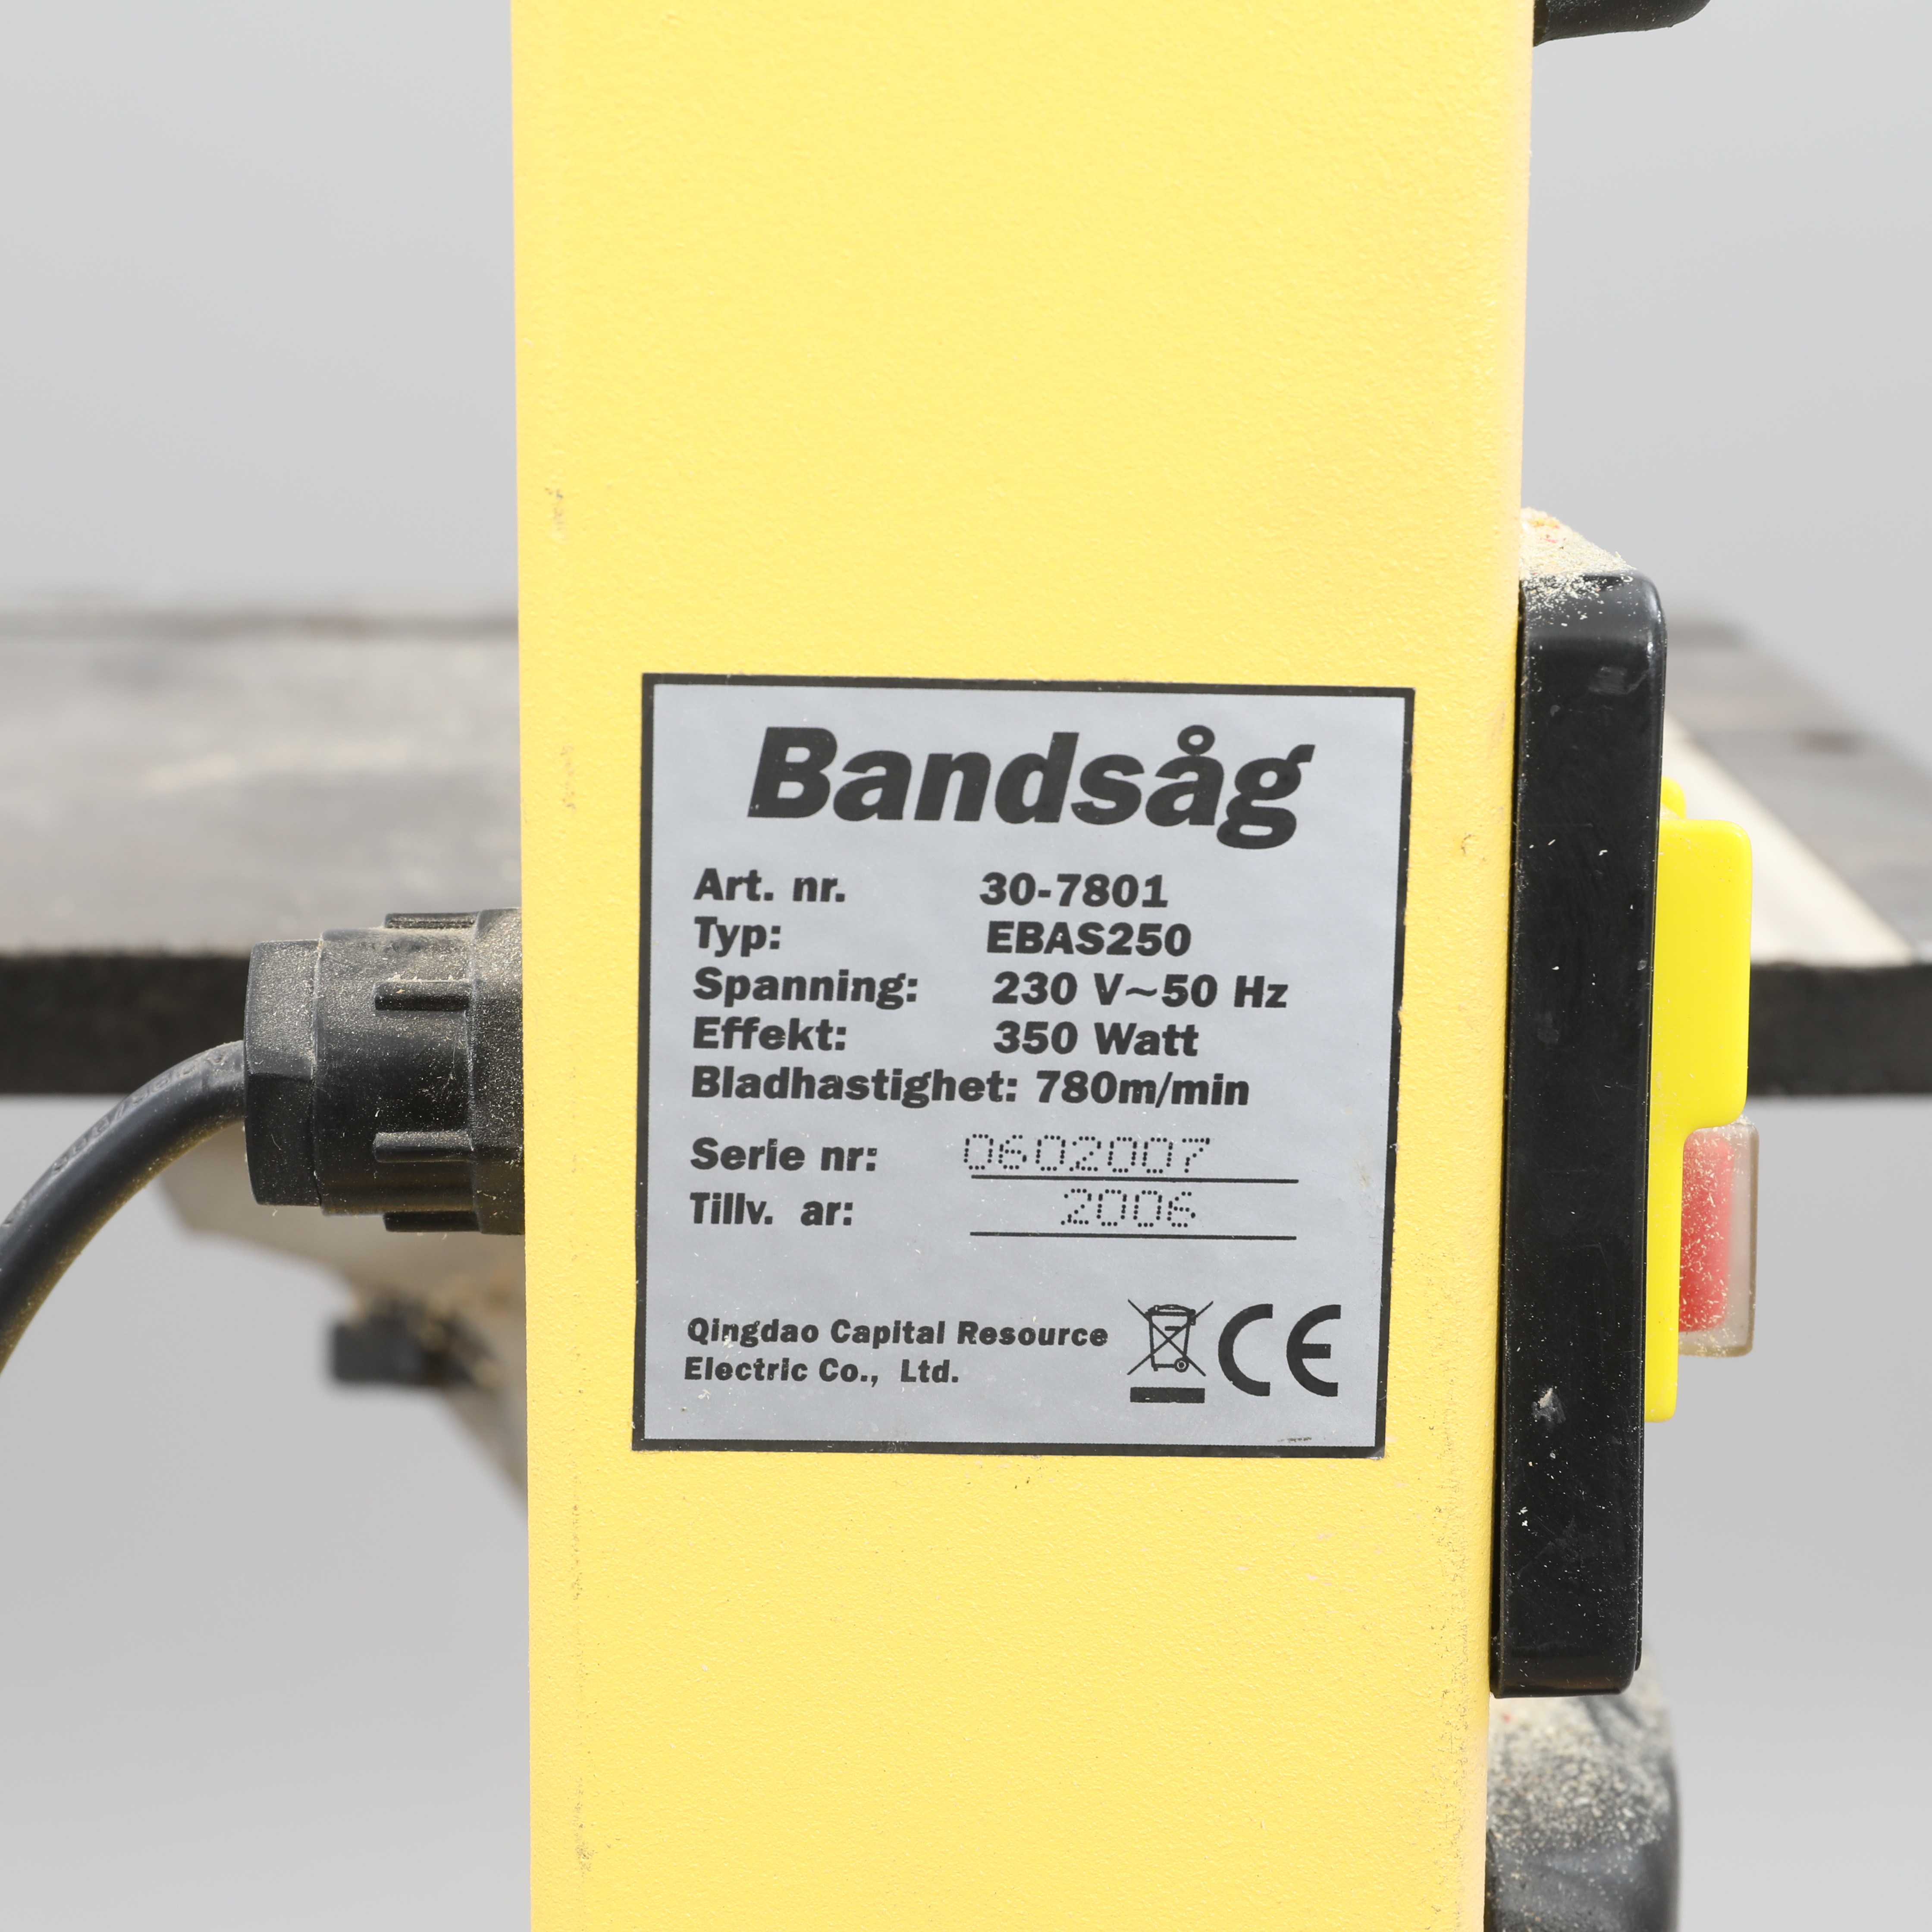 Bandsåg
Art. nr. 30-7801
Typ: EBAS250
Spanning: 230 V~50 Hz
Effekt: 350 Watt
Bladhastighet: 780m/min
Serie nr: 0602007
Tillv. ar: 2006
Qingdao Capital Resource
Electric Co., Ltd.
CE